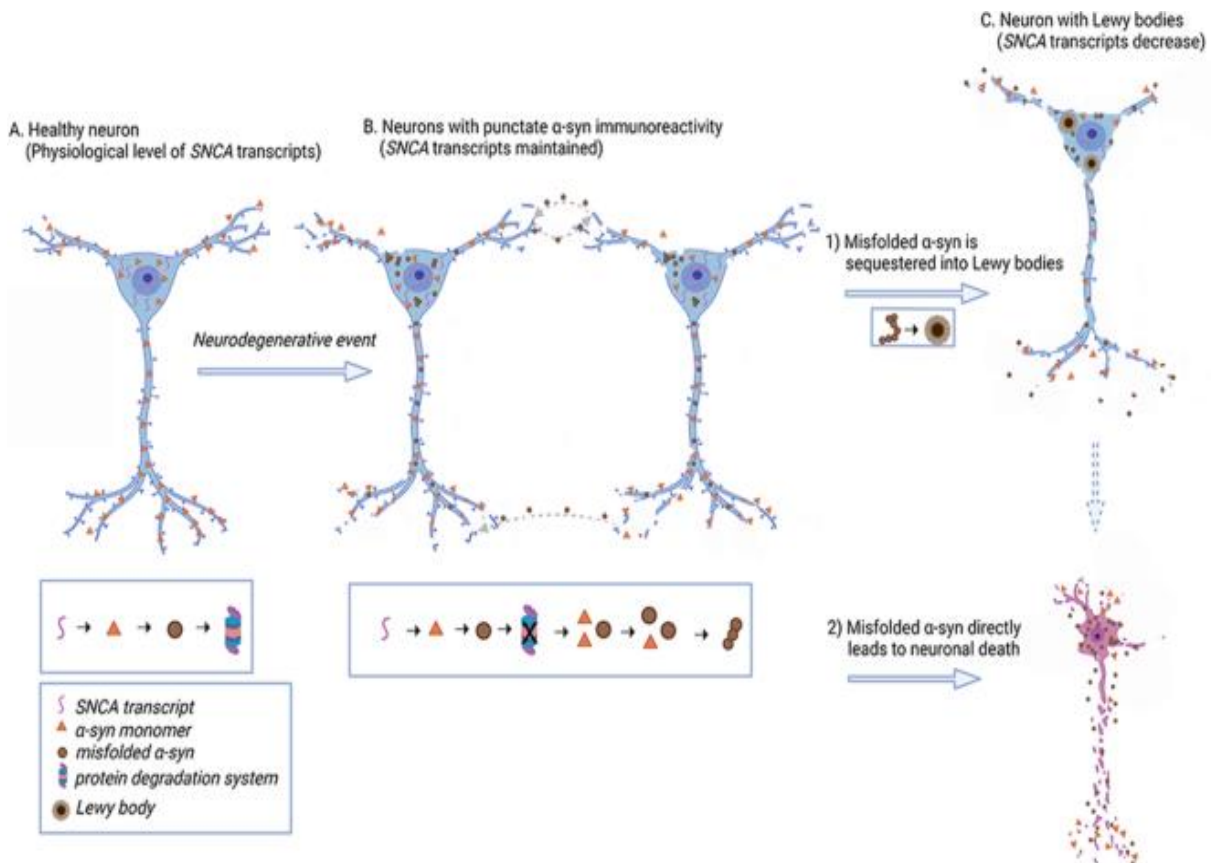 A. Healthy neuron
(Physiological level of SNCA transcripts)
B. Neurons with punctate α-syn immunoreactivity
(SNCA transcripts maintained)
C. Neuron with Lewy bodies
(SNCA transcripts decrease)
Neurodegenerative event
1) Misfolded α-syn is
sequestered into Lewy bodies
2) Misfolded α-syn directly
leads to neuronal death
SNCA transcript
α-syn monomer
misfolded α-syn
protein degradation system
Lewy body